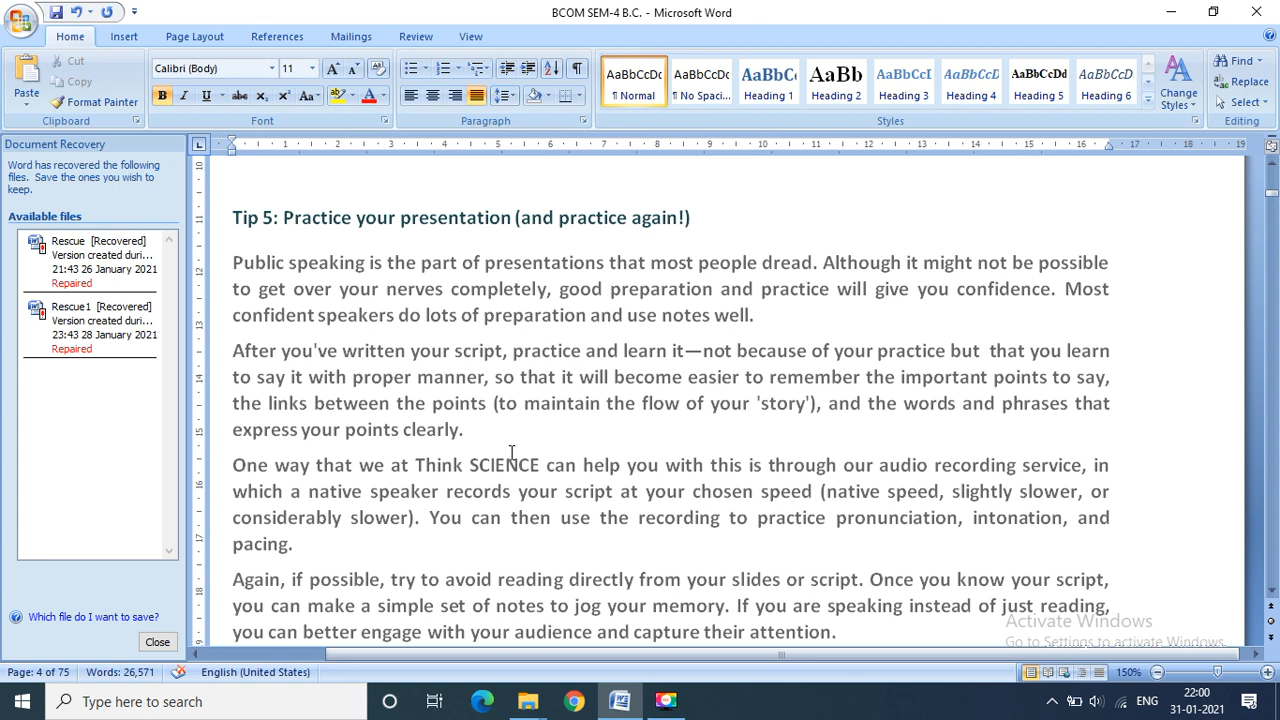 BCOM SEM-4 B.C. - Microsoft Word
Home Insert Page Layout References Mailings Review View
Paste
Cut
Copy
Format Painter
Clipboard
Calibri (Body) 11
Font
Paragraph
AaBbCcDc AaBbCcDc AaBbCc AaBb AaBbCcI AaBbCcD AaBbCcDd AaBbCcD
¶ Normal ¶ No Spaci... Heading 1 Heading 2 Heading 3 Heading 4 Heading 5 Heading 6
Change Styles
Styles
Find
Replace
Select
Editing
Document Recovery
Word has recovered the following
files. Save the ones you wish to
keep.
Available files
Rescue [Recovered]
Version created duri...
21:43 26 January 2021
Repaired
Rescue1 [Recovered]
Version created duri...
23:43 28 January 2021
Repaired
Which file do I want to save?
Close
Tip 5: Practice your presentation (and practice again!)
Public speaking is the part of presentations that most people dread. Although it might not be possible
to get over your nerves completely, good preparation and practice will give you confidence. Most
confident speakers do lots of preparation and use notes well.
After you've written your script, practice and learn it—not because of your practice but that you learn
to say it with proper manner, so that it will become easier to remember the important points to say,
the links between the points (to maintain the flow of your 'story'), and the words and phrases that
express your points clearly.
One way that we at Think SCIENCE can help you with this is through our audio recording service, in
which a native speaker records your script at your chosen speed (native speed, slightly slower, or
considerably slower). You can then use the recording to practice pronunciation, intonation, and
pacing.
Again, if possible, try to avoid reading directly from your slides or script. Once you know your script,
you can make a simple set of notes to jog your memory. If you are speaking instead of just reading,
you can better engage with your audience and capture their attention.
Activate Windows
Go to Settings to activate Windows.
Page: 4 of 75 Words: 26,571 English (United States) 150%
Type here to search
ENG
22:00
31-01-2021